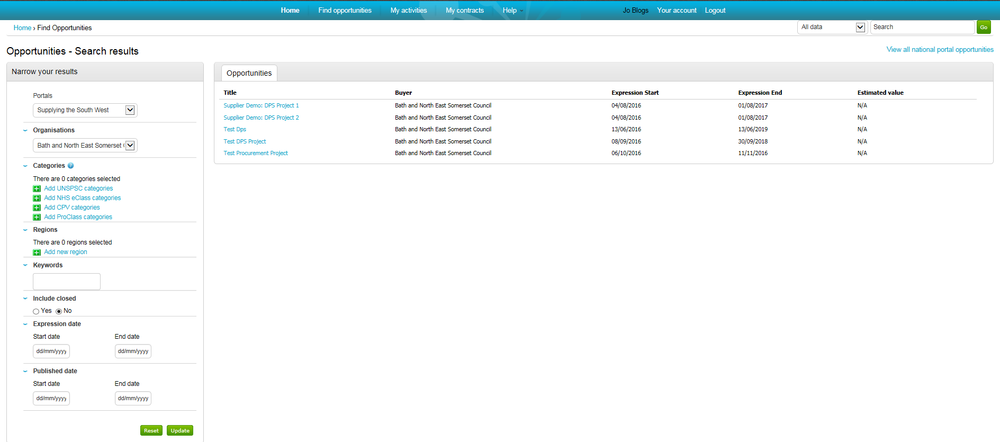 Home Find opportunities My activities My contracts Help Jo Blogs Your account Logout
Home › Find Opportunities All data Search Go
Opportunities - Search results View all national portal opportunities
Narrow your results
Portals
Supplying the South West
Organisations
Bath and North East Somerset
Categories ?
There are 0 categories selected
Add UNSPSC categories
Add NHS eClass categories
Add CPV categories
Add ProClass categories
Regions
There are 0 regions selected
Add new region
Keywords
Include closed
Yes No
Expression date
Start date End date
dd/mm/yyyy dd/mm/yyyy
Published date
Start date End date
dd/mm/yyyy dd/mm/yyyy
Reset Update
Opportunities
Title Buyer Expression Start Expression End Estimated value
Supplier Demo: DPS Project 1 Bath and North East Somerset Council 04/08/2016 01/08/2017 N/A
Supplier Demo: DPS Project 2 Bath and North East Somerset Council 04/08/2016 01/08/2017 N/A
Test Dps Bath and North East Somerset Council 13/06/2016 13/06/2019 N/A
Test DPS Project Bath and North East Somerset Council 08/09/2016 30/09/2018 N/A
Test Procurement Project Bath and North East Somerset Council 06/10/2016 11/11/2016 N/A